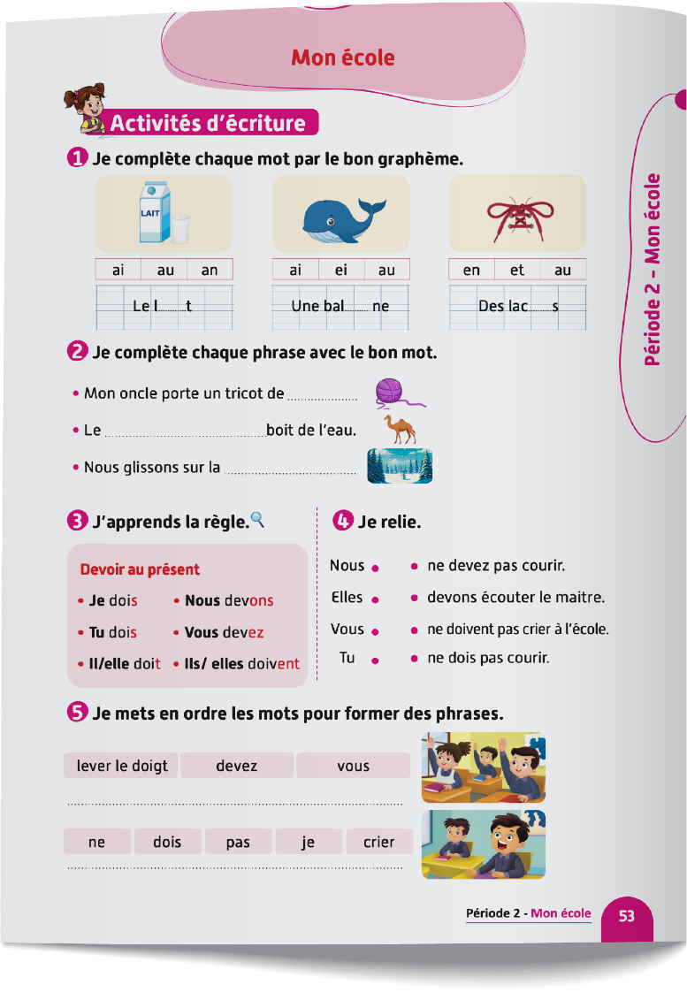 Mon école
Activités d'écriture
1 Je complète chaque mot par le bon graphème.
LAIT
ai au an
ai ei au
en et au
Le l..........t
Une bal......... ne
Des lac.........s
2 Je complète chaque phrase avec le bon mot.
• Mon oncle porte un tricot de ....................
• Le ..............................................boit de l'eau.
• Nous glissons sur la ......................................
3 J'apprends la règle.
Devoir au présent
• Je dois • Nous devons
• Tu dois • Vous devez
• Il/elle doit • Ils/ elles doivent
4 Je relie.
Nous • • ne devez pas courir.
Elles • • devons écouter le maitre.
Vous • • ne doivent pas crier à l'école.
Tu • • ne dois pas courir.
5 Je mets en ordre les mots pour former des phrases.
lever le doigt devez vous
ne dois pas je crier
Période 2 - Mon école
53
Période 2 - Mon école